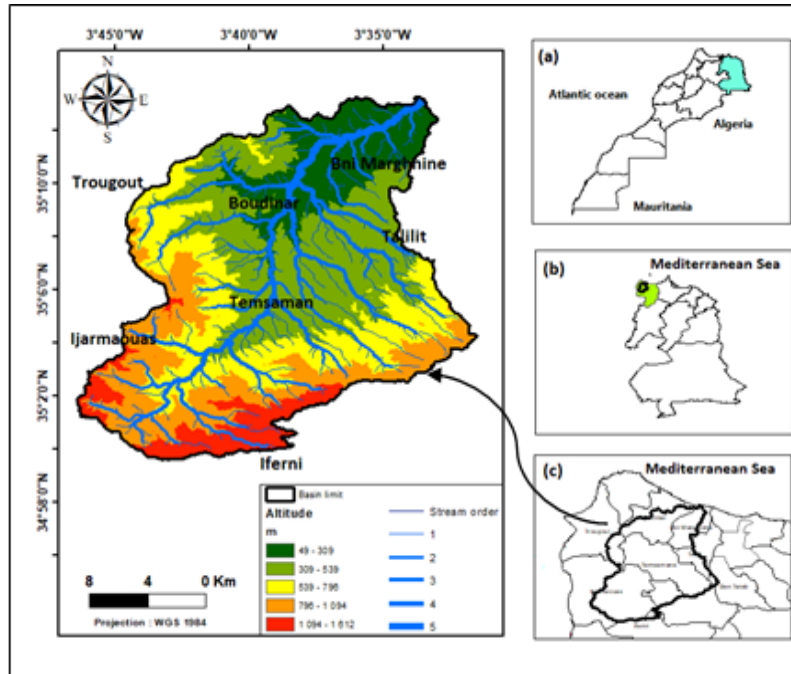 3°45'0"W 3°40'0"W 3°35'0"W
N
W E
S
35°10'0"N
35°6'0"N
35°2'0"N
34°58'0"N
Trougout
Bni Marghnine
Boudinar
Talilit
Temsaman
Ijarmaouas
Iferni
8 4 0 Km
Projection : WGS 1984
Basin limit
Altitude
m
49 - 309
309 - 539
539 - 796
796 - 1 094
1 094 - 1 612
Stream order
1
2
3
4
5
(a)
Atlantic ocean
Algeria
Mauritania
(b)
Mediterranean Sea
(c)
Mediterranean Sea